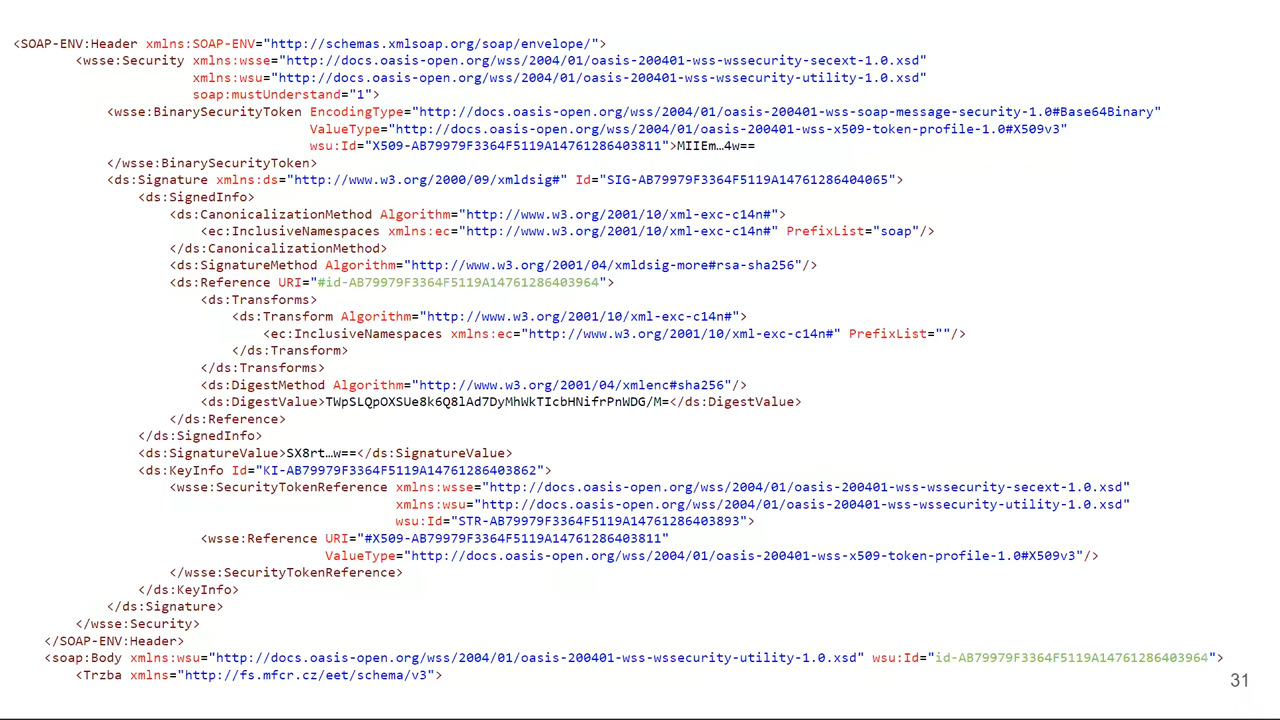 <SOAP-ENV:Header xmlns:SOAP-ENV="http://schemas.xmlsoap.org/soap/envelope/">
<wsse:Security xmlns:wsse="http://docs.oasis-open.org/wss/2004/01/oasis-200401-wss-wssecurity-secext-1.0.xsd"
xmlns:wsu="http://docs.oasis-open.org/wss/2004/01/oasis-200401-wss-wssecurity-utility-1.0.xsd"
soap:mustUnderstand="1">
<wsse:BinarySecurityToken EncodingType="http://docs.oasis-open.org/wss/2004/01/oasis-200401-wss-soap-message-security-1.0#Base64Binary"
ValueType="http://docs.oasis-open.org/wss/2004/01/oasis-200401-wss-x509-token-profile-1.0#X509v3"
wsu:Id="X509-AB79979F3364F5119A14761286403811">MIIEm…4w==
</wsse:BinarySecurityToken>
<ds:Signature xmlns:ds="http://www.w3.org/2000/09/xmldsig#" Id="SIG-AB79979F3364F5119A14761286404065">
<ds:SignedInfo>
<ds:CanonicalizationMethod Algorithm="http://www.w3.org/2001/10/xml-exc-c14n#">
<ec:InclusiveNamespaces xmlns:ec="http://www.w3.org/2001/10/xml-exc-c14n#" PrefixList="soap"/>
</ds:CanonicalizationMethod>
<ds:SignatureMethod Algorithm="http://www.w3.org/2001/04/xmldsig-more#rsa-sha256"/>
<ds:Reference URI="#id-AB79979F3364F5119A14761286403964">
<ds:Transforms>
<ds:Transform Algorithm="http://www.w3.org/2001/10/xml-exc-c14n#">
<ec:InclusiveNamespaces xmlns:ec="http://www.w3.org/2001/10/xml-exc-c14n#" PrefixList=""/>
</ds:Transform>
</ds:Transforms>
<ds:DigestMethod Algorithm="http://www.w3.org/2001/04/xmlenc#sha256"/>
<ds:DigestValue>TWpSLQpOXSUe8k6Q8lAd7DyMhWkTIcbHNifrPnWDG/M=</ds:DigestValue>
</ds:Reference>
</ds:SignedInfo>
<ds:SignatureValue>SX8rt…w==</ds:SignatureValue>
<ds:KeyInfo Id="KI-AB79979F3364F5119A14761286403862">
<wsse:SecurityTokenReference xmlns:wsse="http://docs.oasis-open.org/wss/2004/01/oasis-200401-wss-wssecurity-secext-1.0.xsd"
xmlns:wsu="http://docs.oasis-open.org/wss/2004/01/oasis-200401-wss-wssecurity-utility-1.0.xsd"
wsu:Id="STR-AB79979F3364F5119A14761286403893">
<wsse:Reference URI="#X509-AB79979F3364F5119A14761286403811"
ValueType="http://docs.oasis-open.org/wss/2004/01/oasis-200401-wss-x509-token-profile-1.0#X509v3"/>
</wsse:SecurityTokenReference>
</ds:KeyInfo>
</ds:Signature>
</wsse:Security>
</SOAP-ENV:Header>
<soap:Body xmlns:wsu="http://docs.oasis-open.org/wss/2004/01/oasis-200401-wss-wssecurity-utility-1.0.xsd" wsu:Id="id-AB79979F3364F5119A14761286403964">
<Trzba xmlns="http://fs.mfcr.cz/eet/schema/v3">
31